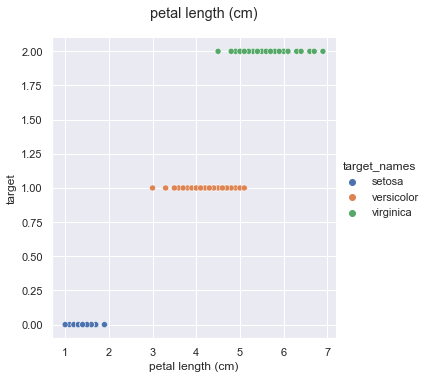 petal length (cm)
2.00
1.75
1.50
1.25
1.00
0.75
0.50
0.25
0.00
target
1 2 3 4 5 6 7
petal length (cm)
target_names
setosa
versicolor
virginica